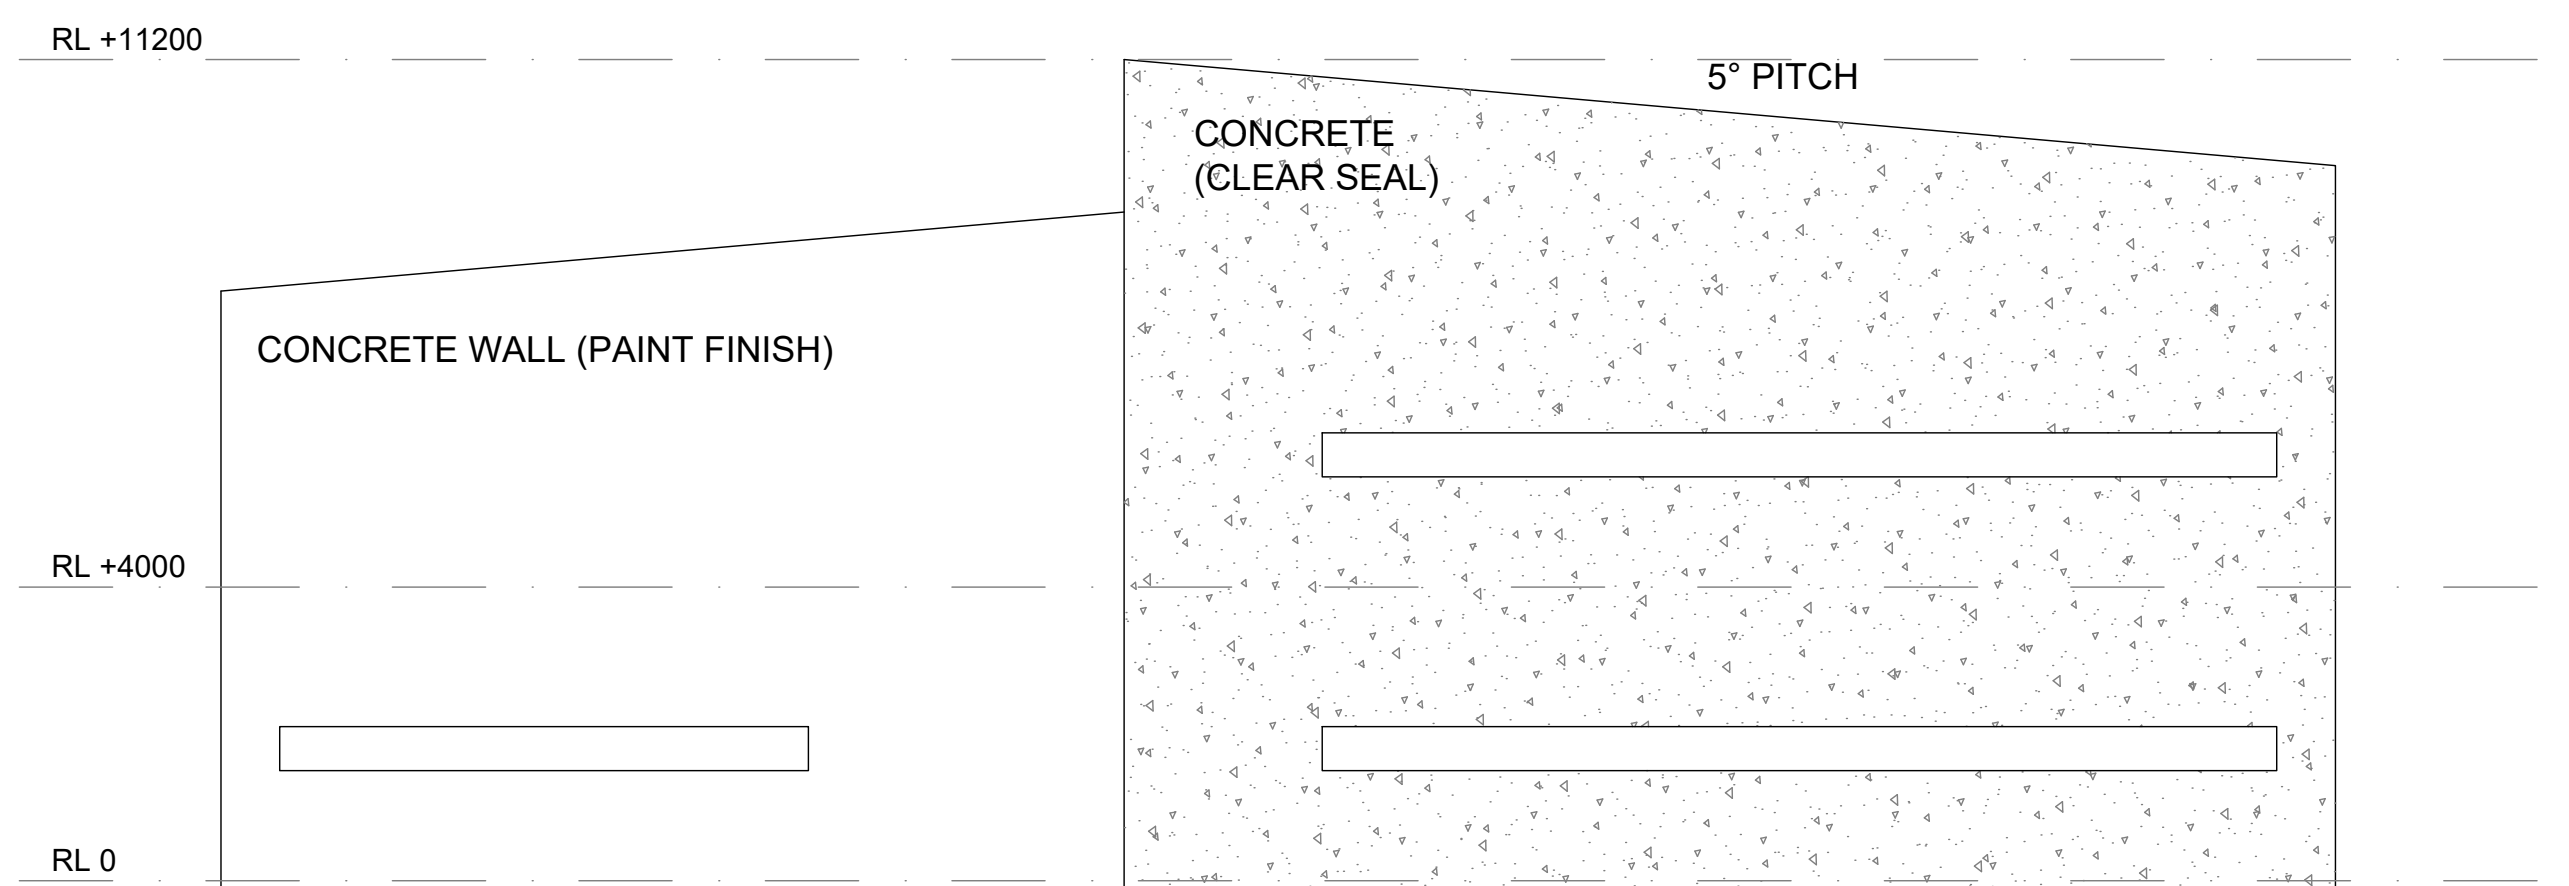 RL +11200
5° PITCH
CONCRETE
(CLEAR SEAL)
CONCRETE WALL (PAINT FINISH)
RL +4000
RL 0